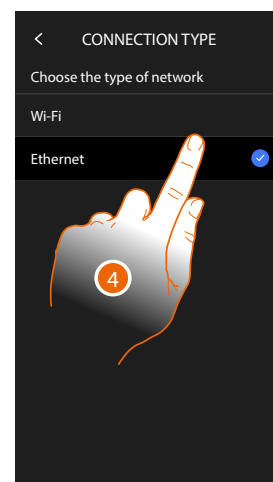 CONNECTION TYPE
Choose the type of network
Wi-Fi
Ethernet
4